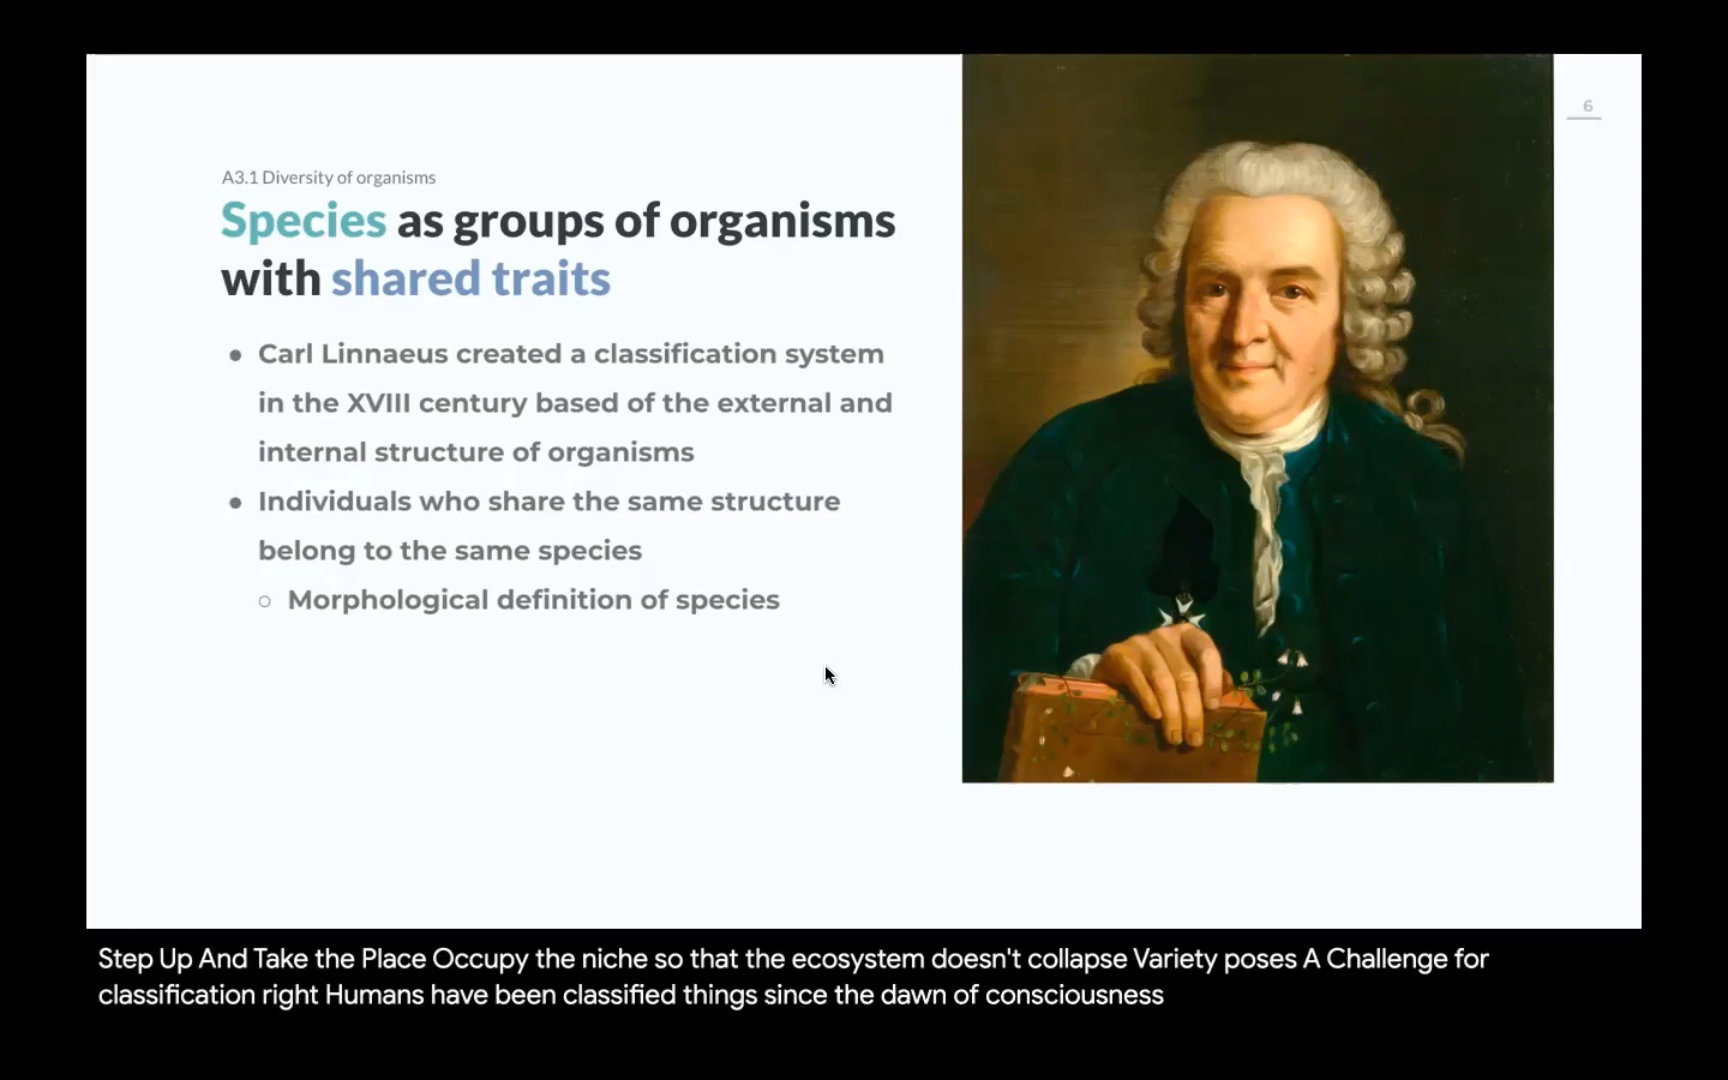 6
A3.1 Diversity of organisms
Species as groups of organisms
with shared traits
● Carl Linnaeus created a classification system
in the XVIII century based of the external and
internal structure of organisms
● Individuals who share the same structure
belong to the same species
○ Morphological definition of species
Step Up And Take the Place Occupy the niche so that the ecosystem doesn't collapse Variety poses A Challenge for
classification right Humans have been classified things since the dawn of consciousness